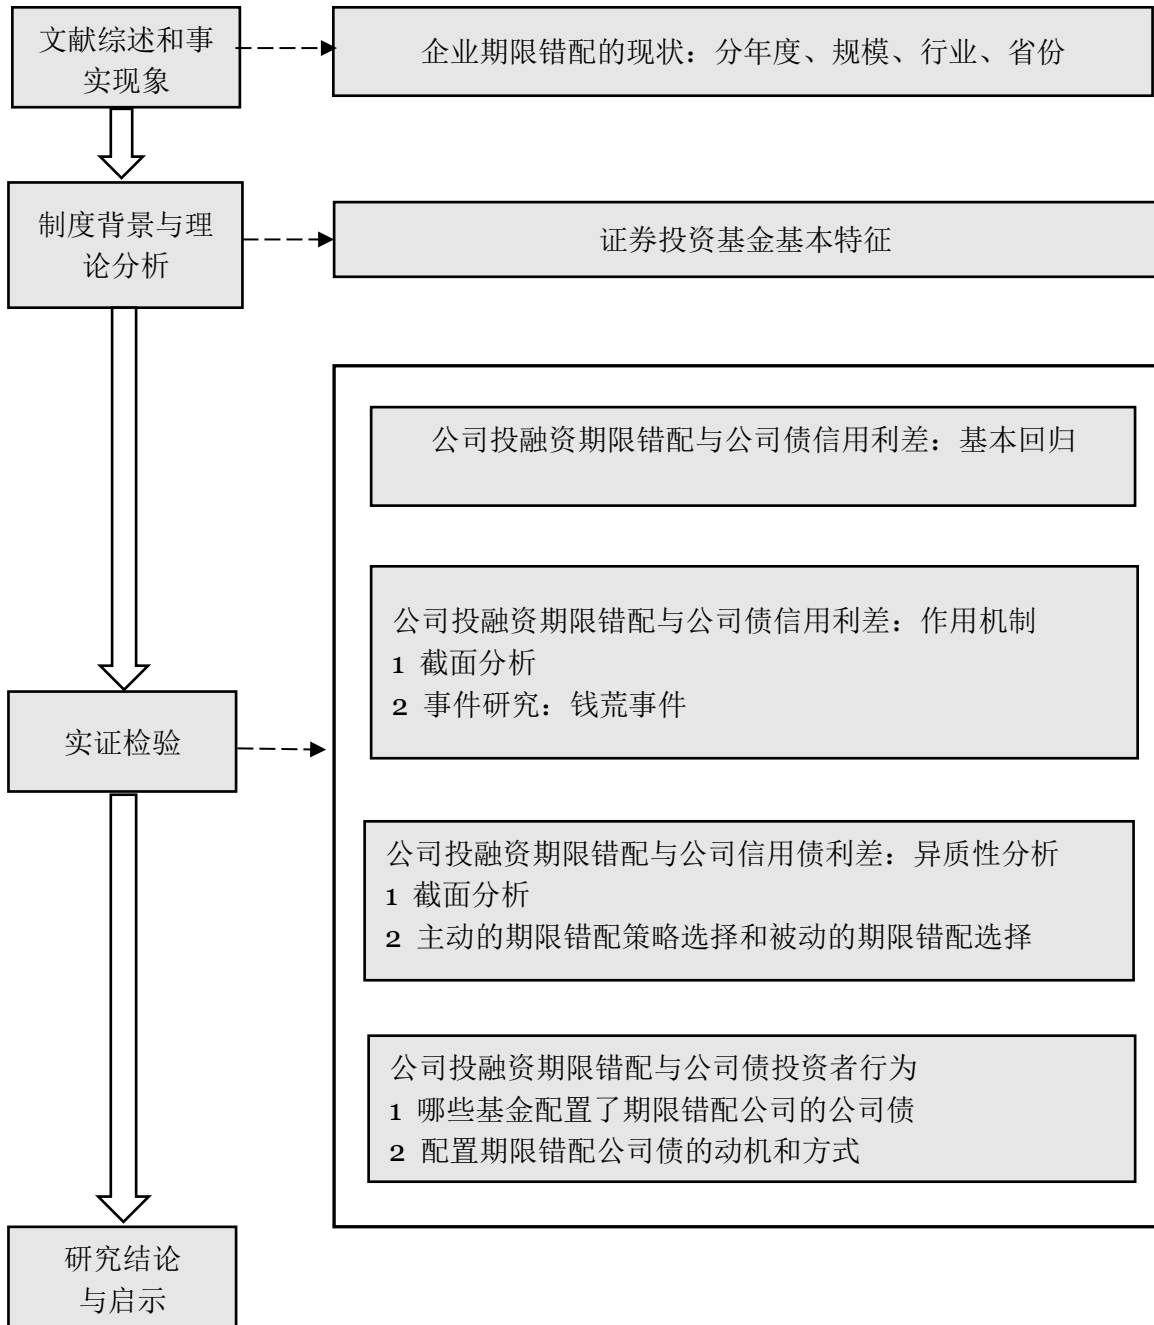 文献综述和事
实现象
企业期限错配的现状：分年度、规模、行业、省份
制度背景与理
论分析
证券投资基金基本特征
公司投融资期限错配与公司债信用利差：基本回归
公司投融资期限错配与公司债信用利差：作用机制
1 截面分析
2 事件研究：钱荒事件
实证检验
公司投融资期限错配与公司信用债利差：异质性分析
1 截面分析
2 主动的期限错配策略选择和被动的期限错配选择
公司投融资期限错配与公司债投资者行为
1 哪些基金配置了期限错配公司的公司债
2 配置期限错配公司债的动机和方式
研究结论
与启示